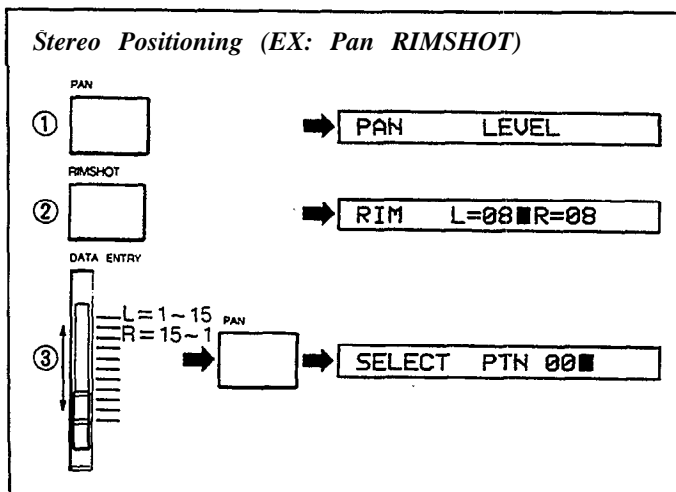 Stereo Positioning (EX: Pan RIMSHOT)
PAN
① PAN LEVEL
RIMSHOT
② RIM L=08■R=08
DATA ENTRY
L=1~15
R=15~1
PAN
③ SELECT PTN 00■